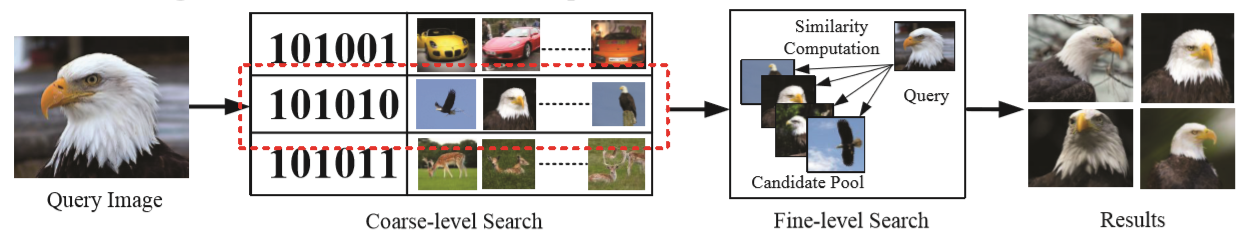 101001
101010
101011
Similarity
Computation
Query
Candidate Pool
Query Image
Coarse-level Search
Fine-level Search
Results